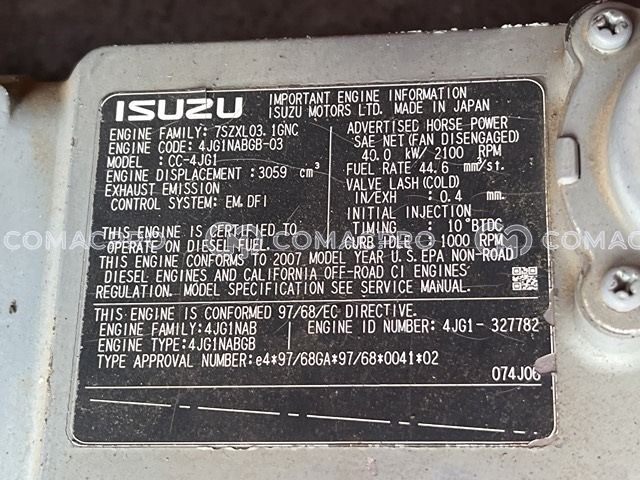 ISUZU
IMPORTANT ENGINE INFORMATION
ISUZU MOTORS LTD. MADE IN JAPAN
ENGINE FAMILY: 7SZXL03.1GNC
ENGINE CODE: 4JG1NABGB-03
MODEL: CC-4JG1
ENGINE DISPLACEMENT: 3059 cm³
EXHAUST EMISSION
CONTROL SYSTEM: EM,DFI
THIS ENGINE IS CERTIFIED TO
OPERATE ON DIESEL FUEL.
ADVERTISED HORSE POWER
SAE NET (FAN DISENGAGED)
40.0 kW/ 2100 RPM
FUEL RATE 44.6 mm³/st.
VALVE LASH (COLD)
IN/EXH : 0.4 mm
INITIAL INJECTION
TIMING : 10°BTDC
CURB IDLE : 1000 RPM
THIS ENGINE CONFORMS TO 2007 MODEL YEAR U.S.EPA NON-ROAD
DIESEL ENGINES AND CALIFORNIA OFF-ROAD CI ENGINES
REGULATION. MODEL SPECIFICATION SEE SERVICE MANUAL.
THIS ENGINE IS CONFORMED 97/68/EC DIRECTIVE.
ENGINE FAMILY:4JG1NAB
ENGINE ID NUMBER: 4JG1- 327782
ENGINE TYPE:4JG1NABGB
TYPE APPROVAL NUMBER:e4*97/68GA*97/68*0041*02
074J06
COMAC PRO
COMAC PRO
COMAC PRO